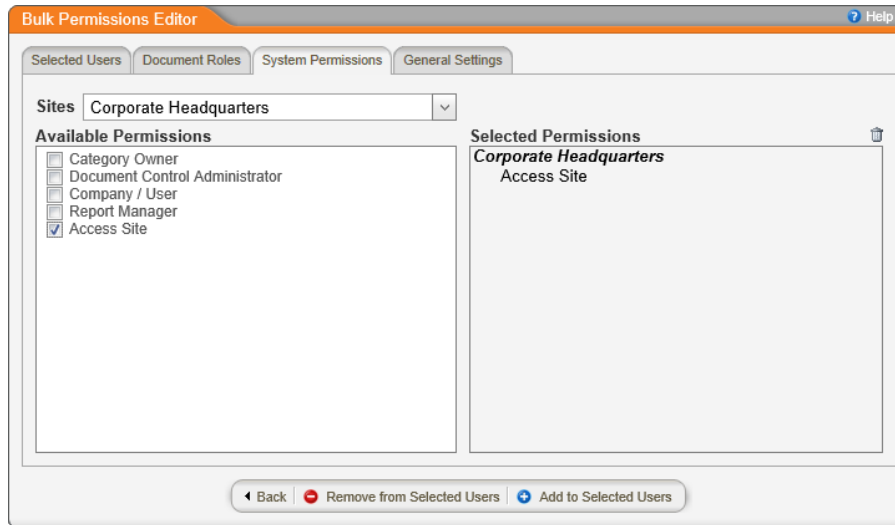 Bulk Permissions Editor
Help
Selected Users Document Roles System Permissions General Settings
Sites Corporate Headquarters
Available Permissions
Category Owner
Document Control Administrator
Company / User
Report Manager
Access Site
Selected Permissions
Corporate Headquarters
Access Site
Back Remove from Selected Users Add to Selected Users